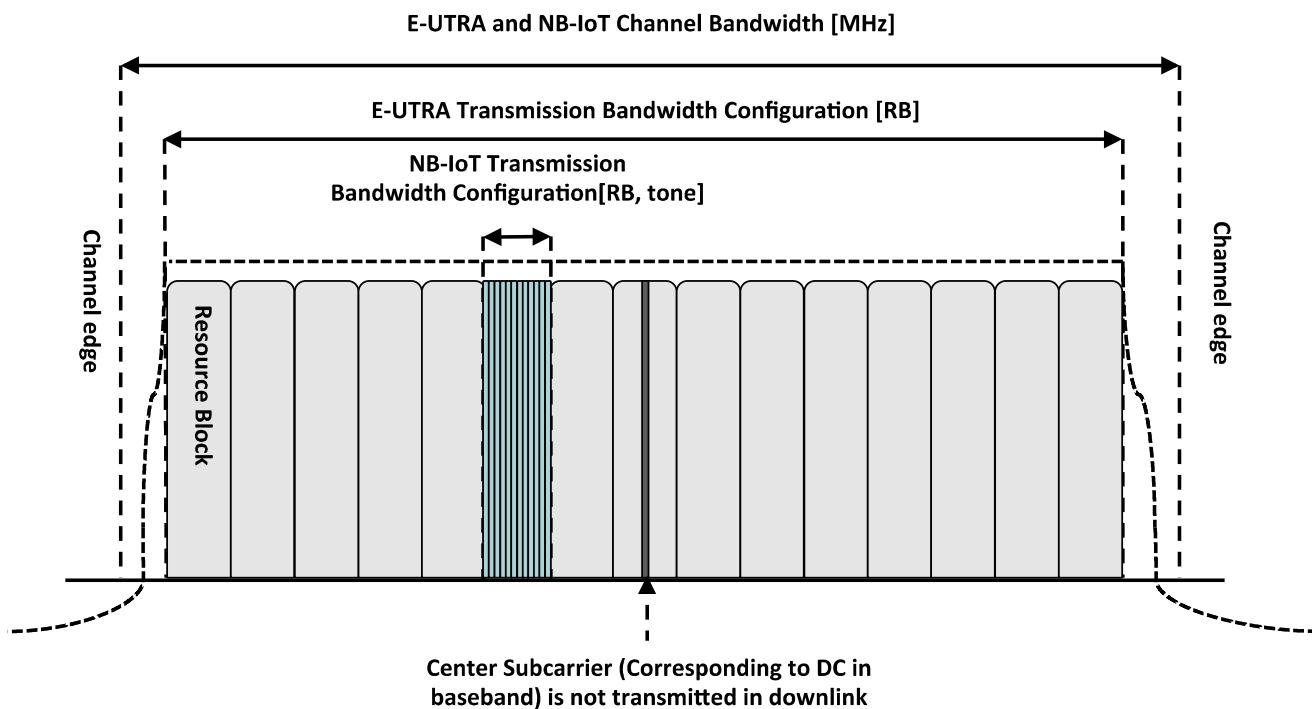 E-UTRA and NB-IoT Channel Bandwidth [MHz]
E-UTRA Transmission Bandwidth Configuration [RB]
NB-IoT Transmission
Bandwidth Configuration[RB, tone]
Channel edge
Resource Block
Channel edge
Center Subcarrier (Corresponding to DC in
baseband) is not transmitted in downlink